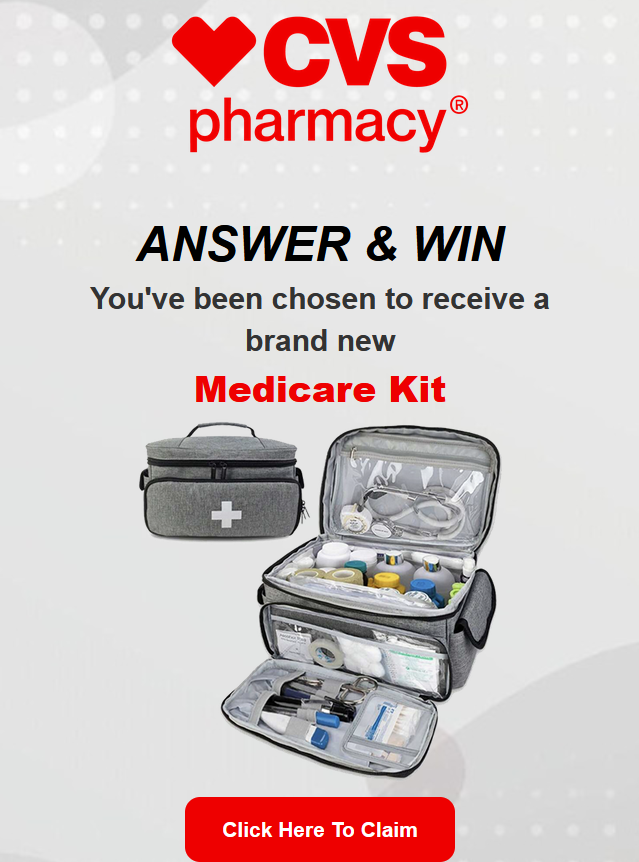 CVS
pharmacy®
ANSWER & WIN
You've been chosen to receive a
brand new
Medicare Kit
Click Here To Claim